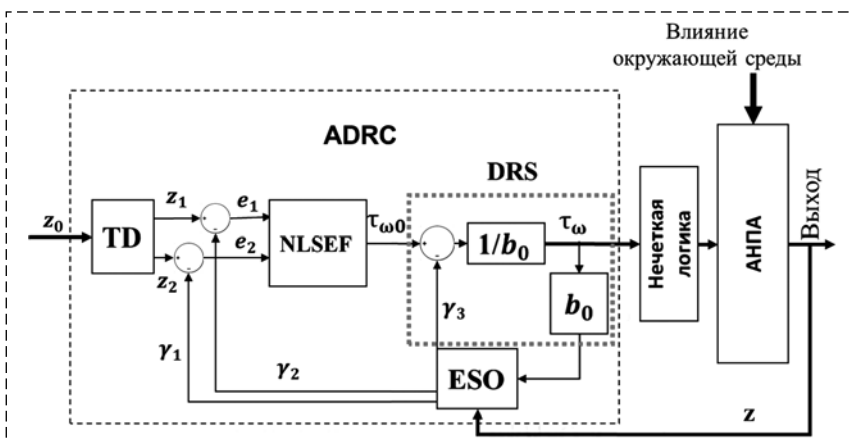 Влияние
окружающей среды
ADRC
DRS
z₀
TD
z₁
z₂
e₁
e₂
NLSEF
τω0
1/b₀
τω
b₀
γ₃
γ₁
γ₂
ESO
Нечеткая
логика
АНПА
Выход
z